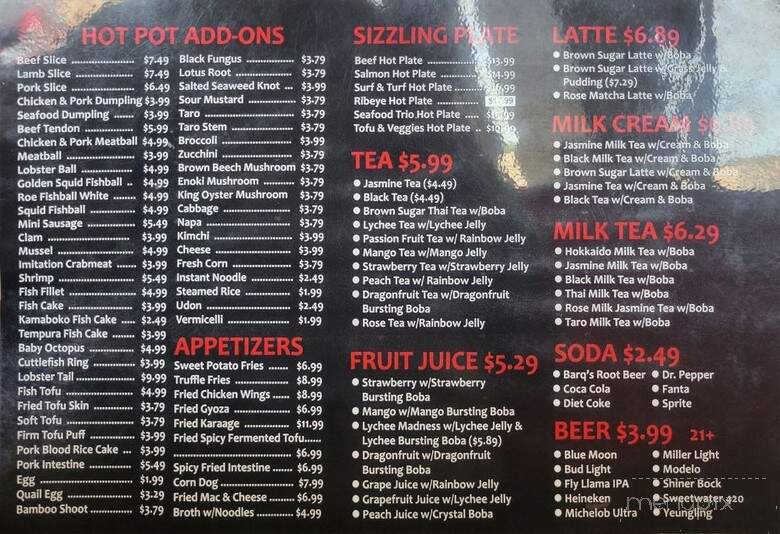 HOT POT ADD-ONS
Beef Slice ................ $7.49
Lamb Slice ................ $7.49
Pork Slice ................ $6.49
Chicken & Pork Dumpling $3.99
Seafood Dumpling ...... $3.99
Beef Tendon ............... $5.99
Chicken & Pork Meatball $4.99
Meatball .................. $3.99
Lobster Ball ............... $4.99
Golden Squid Fishball .. $4.99
Roe Fishball White ...... $4.99
Squid Fishball ............ $4.99
Mini Sausage .............. $5.49
Clam ...................... $3.99
Mussel .................... $4.99
Imitation Crabmeat ..... $3.99
Shrimp .................... $5.49
Fish Fillet ................ $4.99
Fish Cake ................. $3.99
Kamaboko Fish Cake .... $2.49
Tempura Fish Cake ...... $3.99
Baby Octopus .............. $4.99
Cuttlefish Ring ............ $3.99
Lobster Tall ............... $9.99
Fish Tofu ................. $4.99
Fried Tofu Skin ............ $3.79
Soft Tofu ................. $3.79
Firm Tofu Puff ............ $3.99
Pork Blood Rice Cake ... $3.99
Pork Intestine ............. $5.49
Egg ....................... $1.99
Quail Egg ................. $3.29
Bamboo Shoot .............. $3.79
Black Fungus .............. $3.79
Lotus Root ................ $3.79
Salted Seaweed Knot ... $3.99
Sour Mustard .............. $3.79
Taro ...................... $3.79
Taro Stem ................. $3.79
Broccoli .................. $3.99
Zucchini .................. $3.79
Brown Beech Mushroom $3.79
Enoki Mushroom ......... $3.79
King Oyster Mushroom $3.79
Cabbage ................... $3.79
Napa ...................... $3.79
Kimchi .................... $3.99
Cheese .................... $3.99
Fresh Corn ................ $3.79
Instant Noodle ............ $2.49
Steamed Rice .............. $1.99
Udon ...................... $2.49
Vermicelli ................ $1.99
APPETIZERS
Sweet Potato Fries ...... $6.99
Truffle Fries .............. $8.99
Fried Chicken Wings .... $8.99
Fried Gyoza ............... $6.99
Fried Karaage ............. $11.99
Fried Spicy Fermented Tofu......
............................ $6.99
Spicy Fried Intestine .... $6.99
Corn Dog .................. $7.99
Fried Mac & Cheese ..... $6.99
Broth w/Noodles .......... $4.99
SIZZLING PLATE
Beef Hot Plate ............ $13.99
Salmon Hot Plate
Surf & Turf Hot Plate
Ribeye Hot Plate
Seafood Trio Hot Plate
Tofu & Veggies Hot Plate
TEA $5.99
Jasmine Tea ($4.49)
Black Tea ($4.49)
Brown Sugar Thai Tea w/Boba
Lychee Tea w/Lychee Jelly
Passion Fruit Tea w/ Rainbow Jelly
Mango Tea w/Mango Jelly
Strawberry Tea w/Strawberry Jelly
Peach Tea w/ Rainbow Jelly
Dragonfruit Tea w/Dragonfruit
Bursting Boba
Rose Tea w/Rainbow Jelly
FRUIT JUICE $5.29
Strawberry w/Strawberry
Bursting Boba
Mango w/Mango Bursting Boba
Lychee Madness w/Lychee Jelly &
Lychee Bursting Boba ($5.89)
Dragonfruit w/Dragonfruit
Bursting Boba
Grape Juice w/Rainbow Jelly
Grapefruit Juice w/Lychee Jelly
Peach Juice w/Crystal Boba
LATTE $6.89
Brown Sugar Latte w/Boba
Brown Sugar Latte w/Grass Jelly &
Pudding ($7.29)
Rose Matcha Latte w/Boba
MILK CREAM
Jasmine Milk Tea w/Cream & Boba
Black Milk Tea w/Cream & Boba
Brown Sugar Latte w/Cream & Boba
Jasmine Tea w/Cream & Boba
Black Tea w/Cream & Boba
MILK TEA $6.29
Hokkaido Milk Tea w/Boba
Jasmine Milk Tea w/Boba
Black Milk Tea w/Boba
Thai Milk Tea w/Boba
Rose Milk Jasmine Tea w/Boba
Taro Milk Tea w/Boba
SODA $2.49
Barq's Root Beer
Coca Cola
Diet Coke
Dr. Pepper
Fanta
Sprite
BEER $3.99 21+
Blue Moon
Bud Light
Fly Llama IPA
Heineken
Michelob Ultra
Miller Light
Modelo
Shiner Bock
Sweetwater 420
Yeungling
menupix